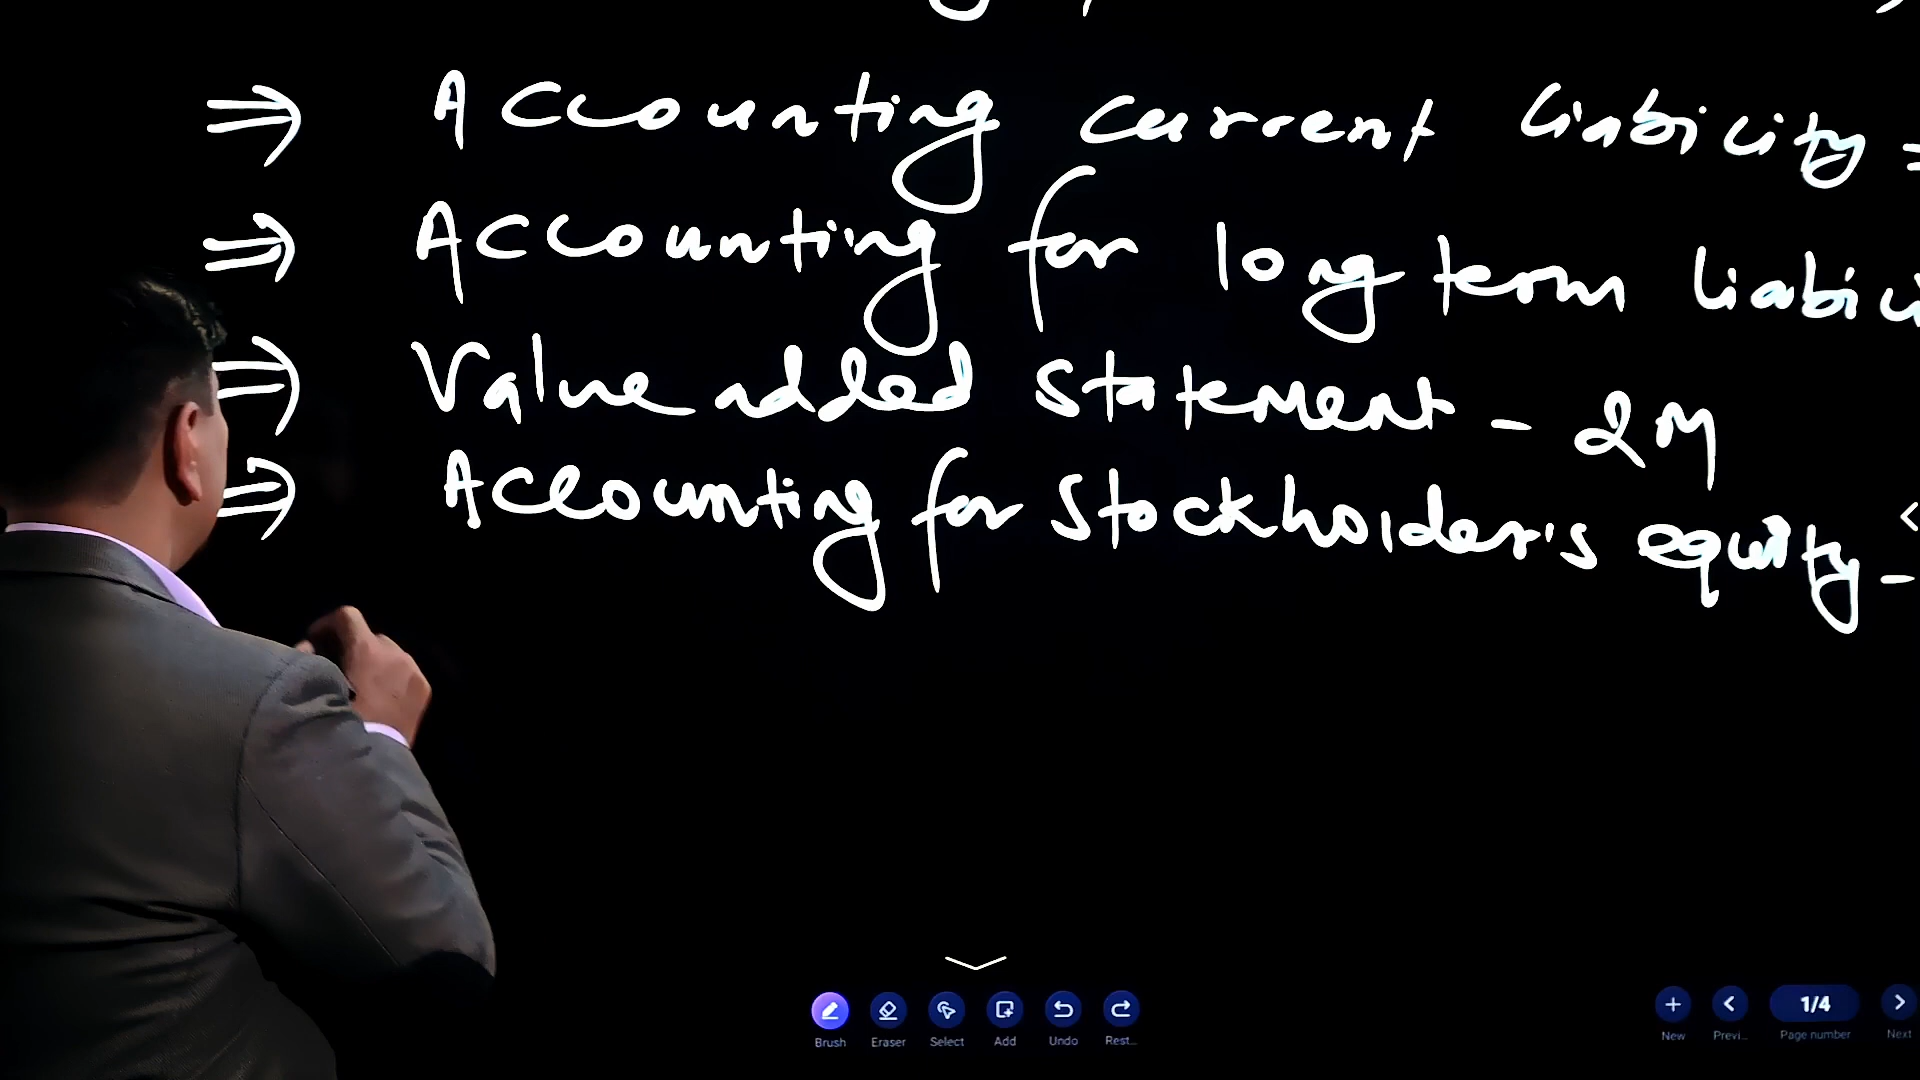 ⇒ Accounting current liability =
⇒ Accounting for long term liabili
⇒ Value added statement - 2M
⇒ Accounting for Stockholder's equity -
Brush Eraser Select Add Undo Rest...
New Previ... 1/4 Page number Next